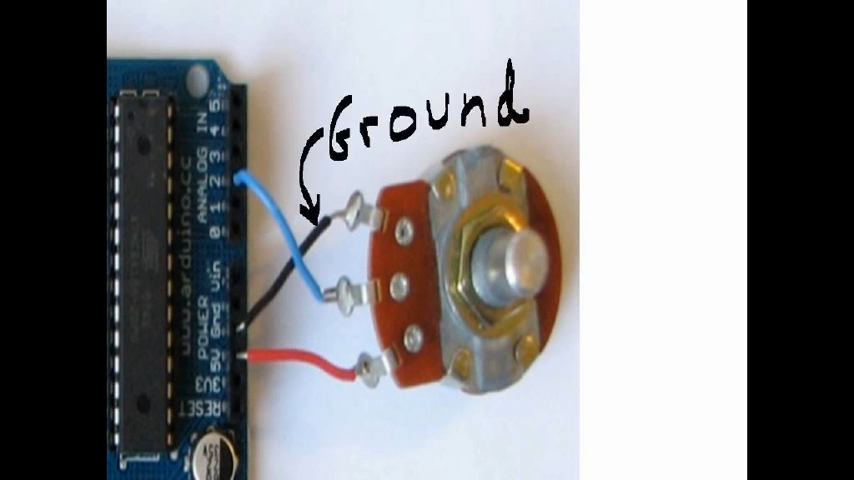 Ground
ANALOG IN
5
4
3
2
1
0
www.arduino.cc
POWER
Vin
Gnd
5V
3V3
RESET